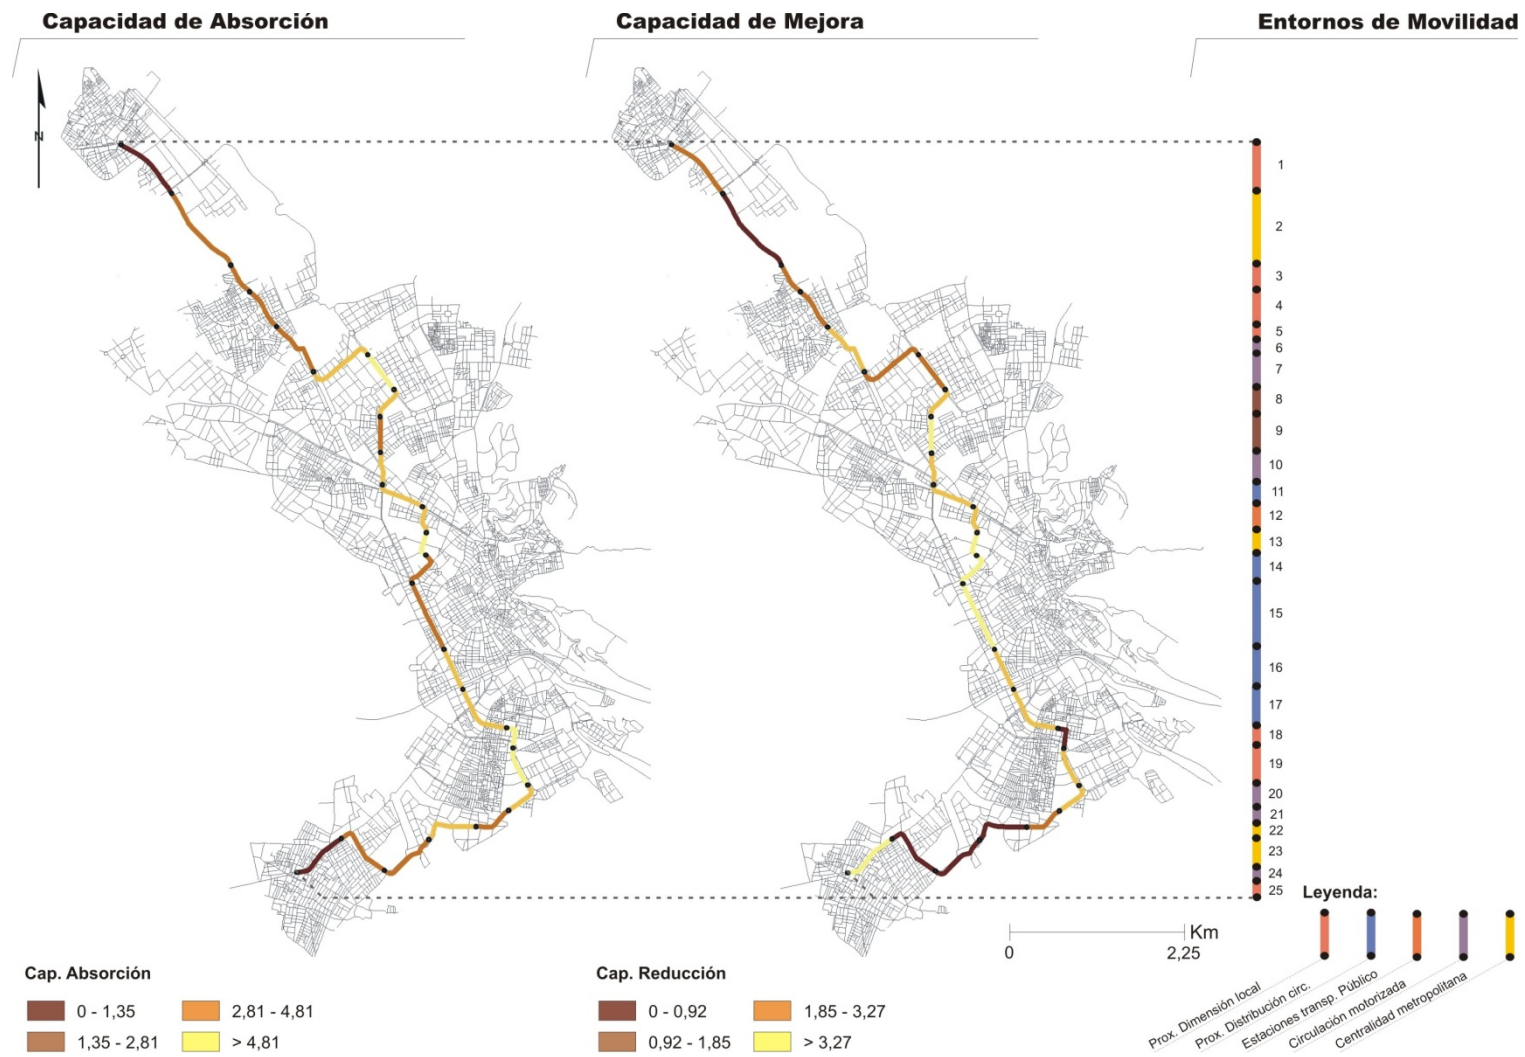 Capacidad de Absorción
Capacidad de Mejora
Entornos de Movilidad
N
1
2
3
4
5
6
7
8
9
10
11
12
13
14
15
16
17
18
19
20
21
22
23
24
25
Km
0
2,25
Leyenda:
Prox. Dimensión local
Prox. Distribución circ.
Estaciones transp. Público
Circulación motorizada
Centralidad metropolitana
Cap. Absorción
0 - 1,35
2,81 - 4,81
1,35 - 2,81
> 4,81
Cap. Reducción
0 - 0,92
1,85 - 3,27
0,92 - 1,85
> 3,27